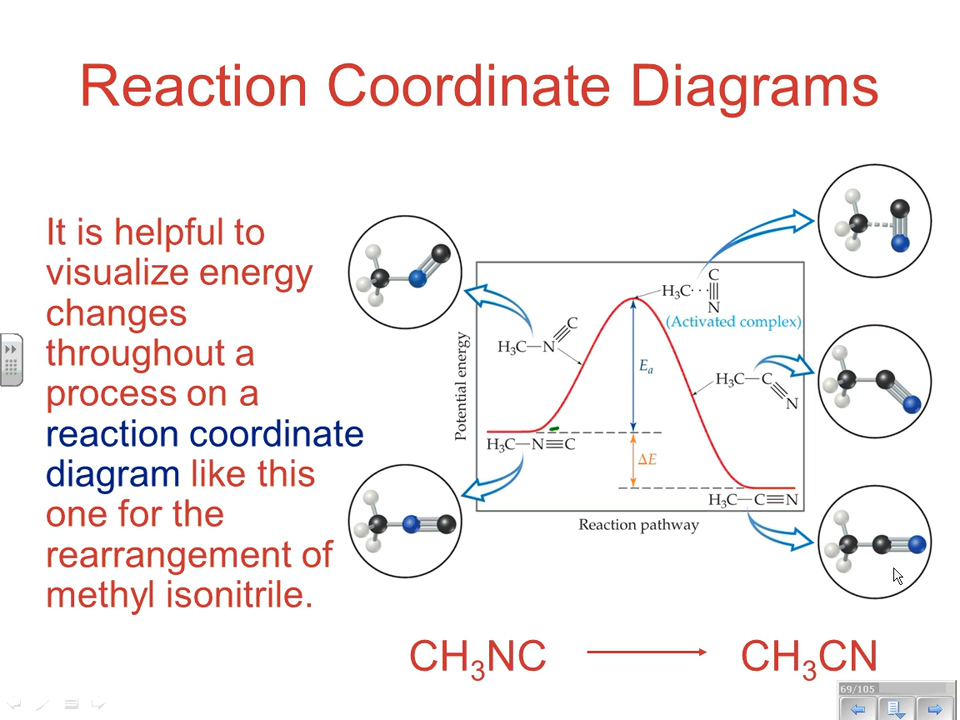 Reaction Coordinate Diagrams
It is helpful to
visualize energy
changes
throughout a
process on a
reaction coordinate
diagram like this
one for the
rearrangement of
methyl isonitrile.
Potential energy
H₃C—N≡C
H₃C—N≡C
H₃C···C≡N
(Activated complex)
Eₐ
ΔE
H₃C—C≡N
H₃C—C≡N
Reaction pathway
CH₃NC → CH₃CN
69/105